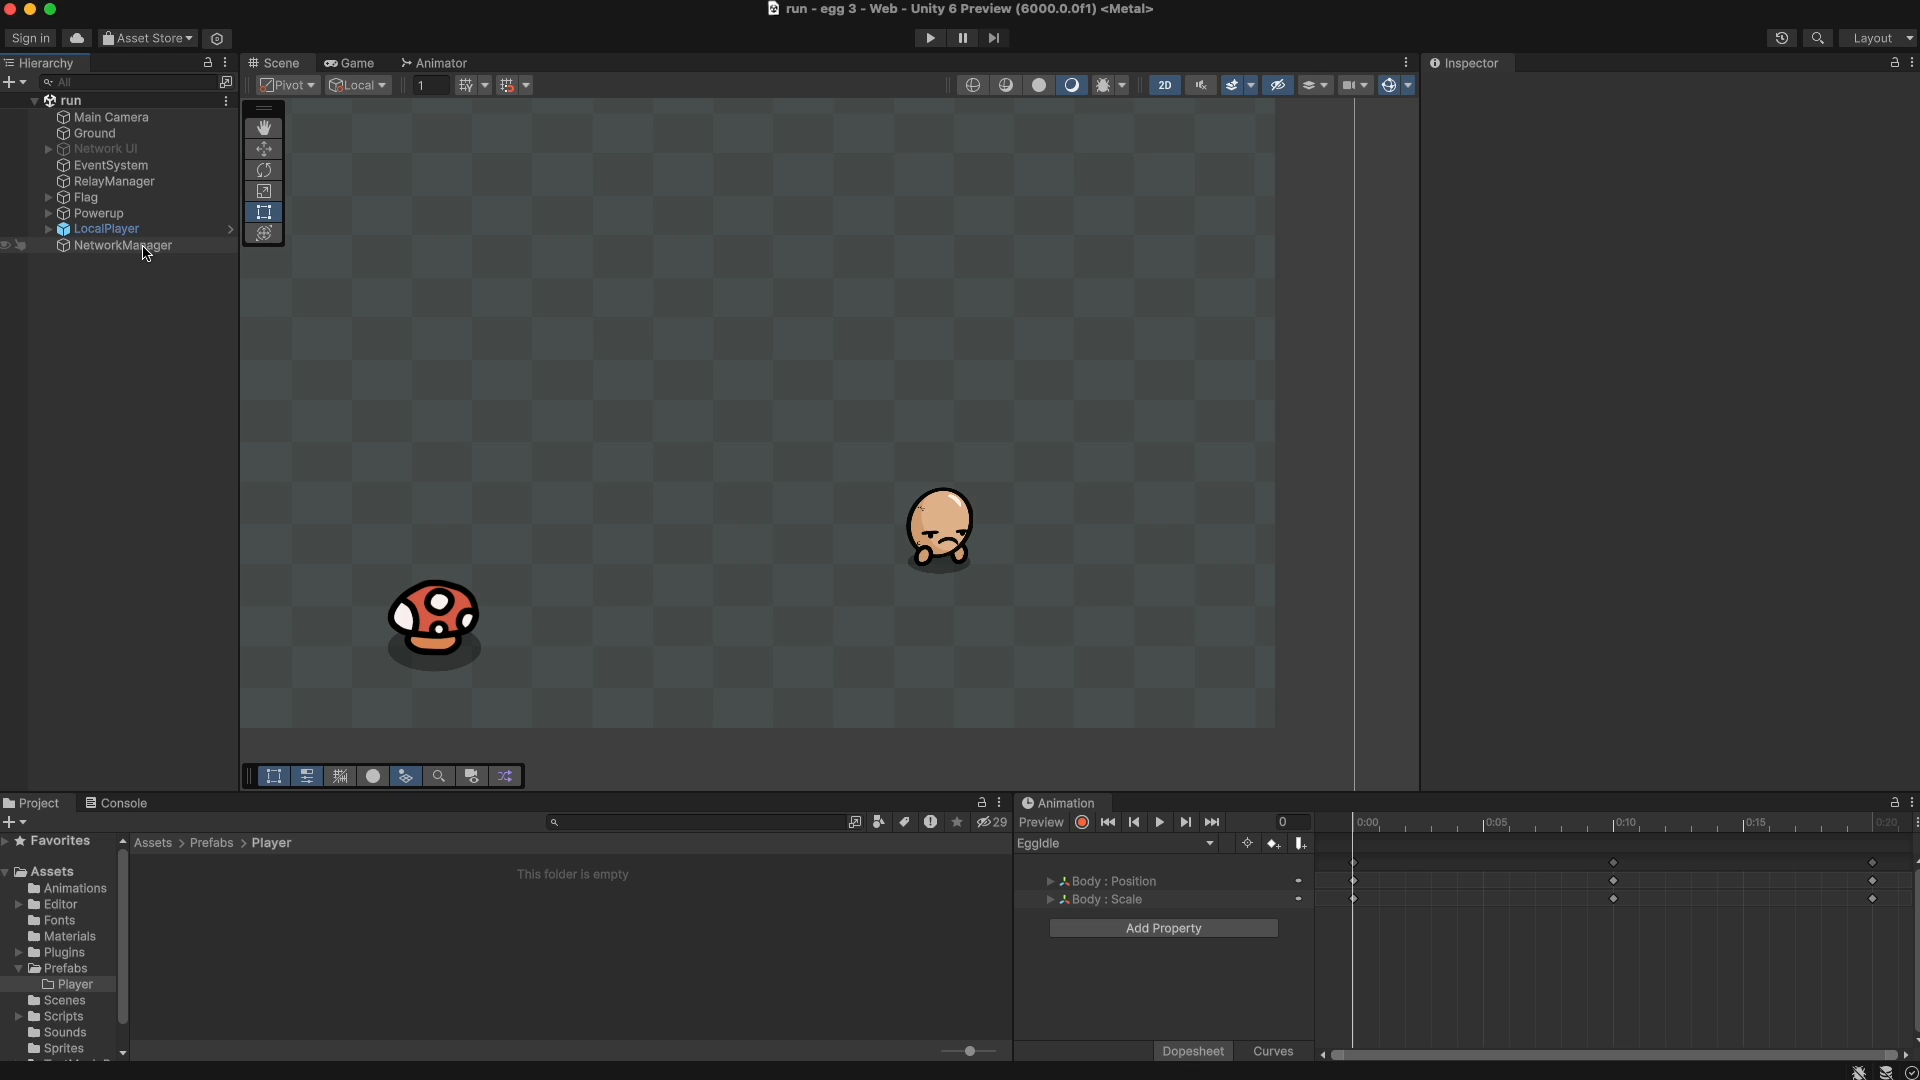 run - egg 3 - Web - Unity 6 Preview (6000.0.0f1) <Metal>
Sign in
Asset Store
Layout
Hierarchy
Scene
Game
Animator
Inspector
All
Pivot
Local
1
2D
run
Main Camera
Ground
Network UI
EventSystem
RelayManager
Flag
Powerup
LocalPlayer
NetworkManager
Project
Console
29
Favorites
Assets
Animations
Editor
Fonts
Materials
Plugins
Prefabs
Player
Scenes
Scripts
Sounds
Sprites
Assets > Prefabs > Player
This folder is empty
Animation
Preview
0
0:00
0:05
0:10
0:15
0:20
EggIdle
Body : Position
Body : Scale
Add Property
Dopesheet
Curves